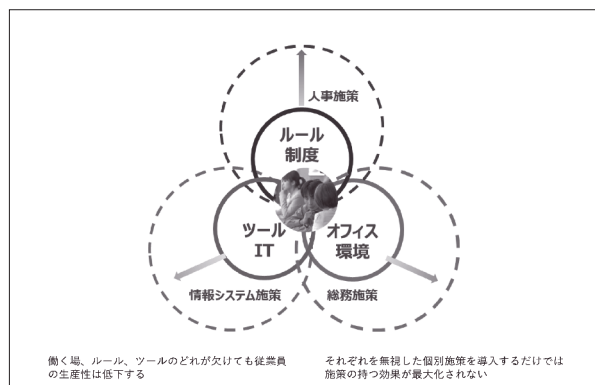 人事施策
ルール
制度
ツール
IT
オフィス
環境
情報システム施策
総務施策
働く場、ルール、ツールのどれが欠けても従業員
の生産性は低下する
それぞれを無視した個別施策を導入するだけでは
施策の持つ効果が最大化されない